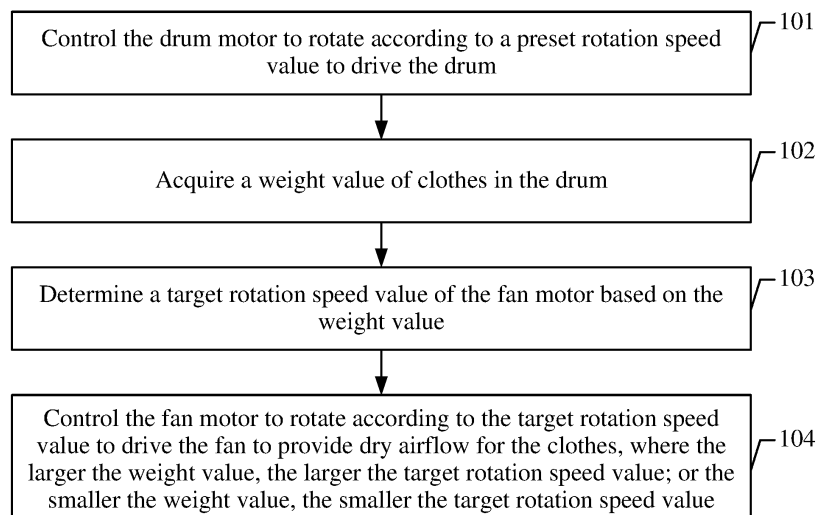 Control the drum motor to rotate according to a preset rotation speed
value to drive the drum
101
Acquire a weight value of clothes in the drum
102
Determine a target rotation speed value of the fan motor based on the
weight value
103
Control the fan motor to rotate according to the target rotation speed
value to drive the fan to provide dry airflow for the clothes, where the
larger the weight value, the larger the target rotation speed value; or the
smaller the weight value, the smaller the target rotation speed value
104